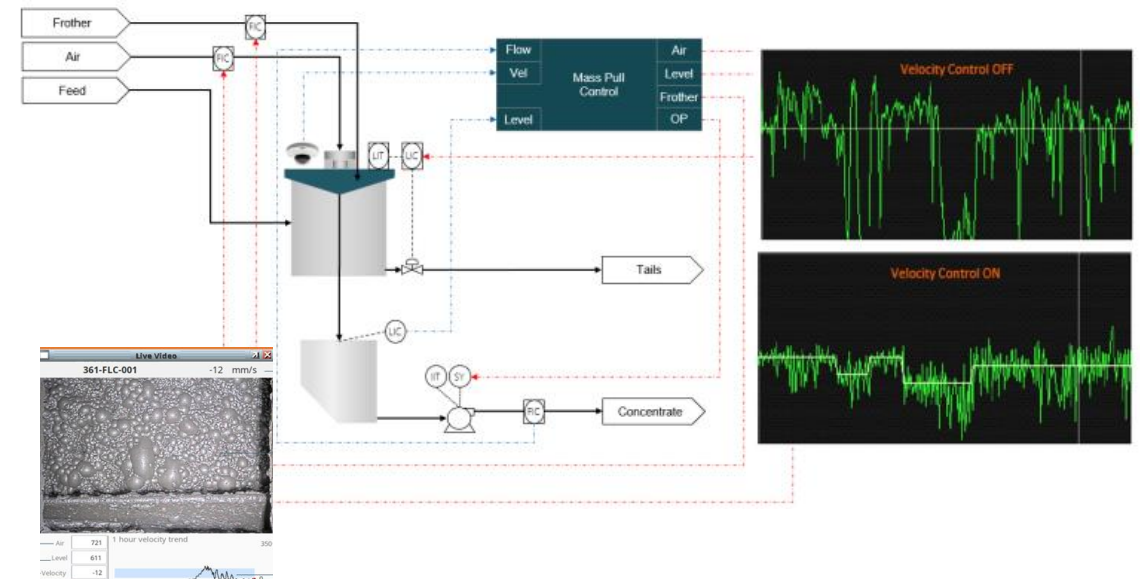 Frother
Air
Feed
FIC
FIC
Flow
Vel
Level
Mass Pull
Control
Air
Level
Frother
OP
Velocity Control OFF
LIT
LIC
Tails
Velocity Control ON
LIC
IIT
SY
FIC
Concentrate
Live Video
361-FLC-001
-12 mm/s
Air 721
Level 611
Velocity -12
1 hour velocity trend
350
0